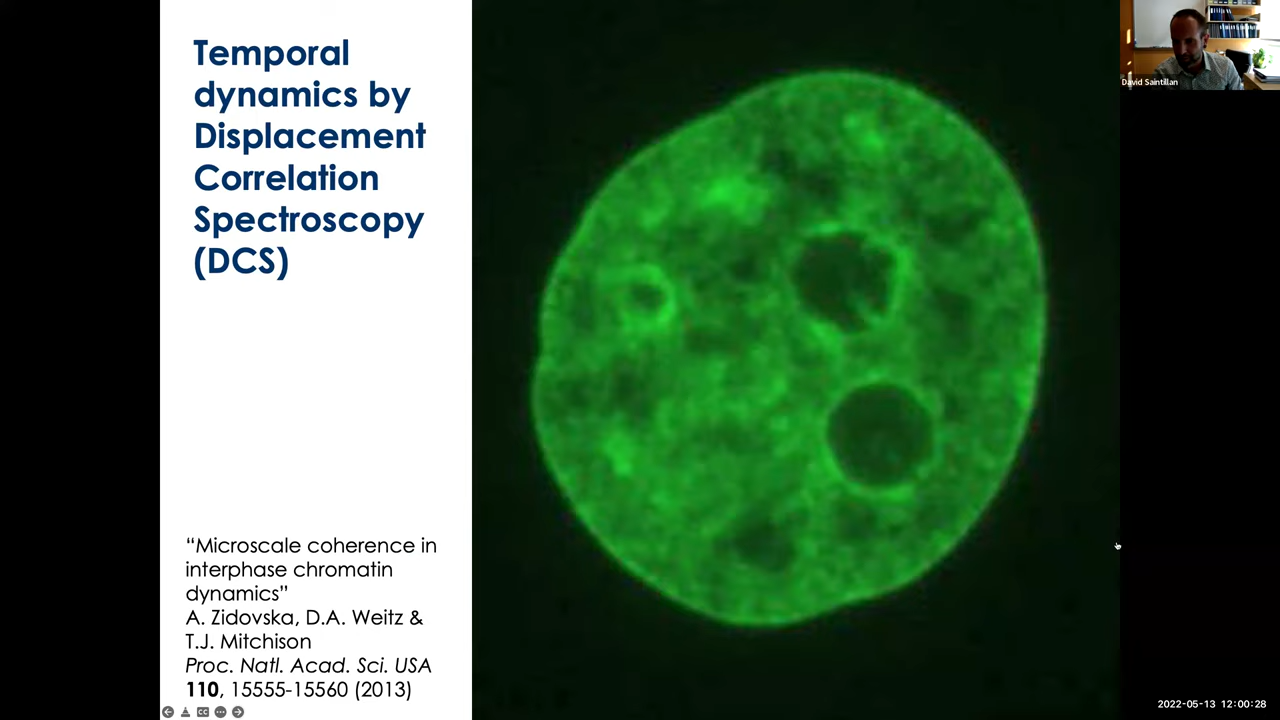 Temporal
dynamics by
Displacement
Correlation
Spectroscopy
(DCS)
“Microscale coherence in
interphase chromatin
dynamics”
A. Zidovska, D.A. Weitz &
T.J. Mitchison
Proc. Natl. Acad. Sci. USA
110, 15555-15560 (2013)
CC
David Saintillan
2022-05-13 12:00:28